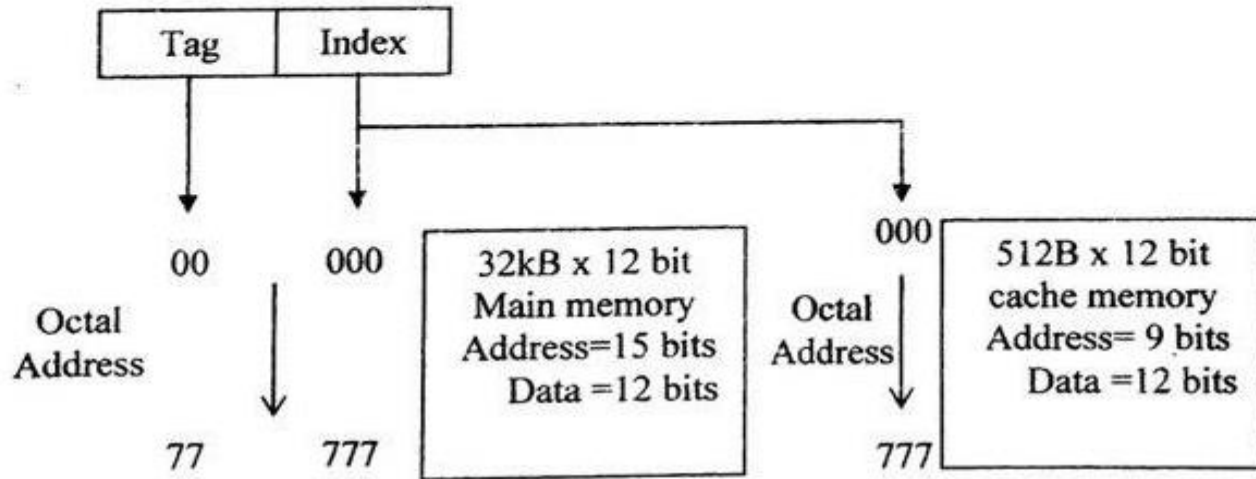 Tag Index
00 000
Octal
Address
77 777
32kB x 12 bit
Main memory
Address=15 bits
Data =12 bits
000
Octal
Address
777
512B x 12 bit
cache memory
Address= 9 bits
Data =12 bits